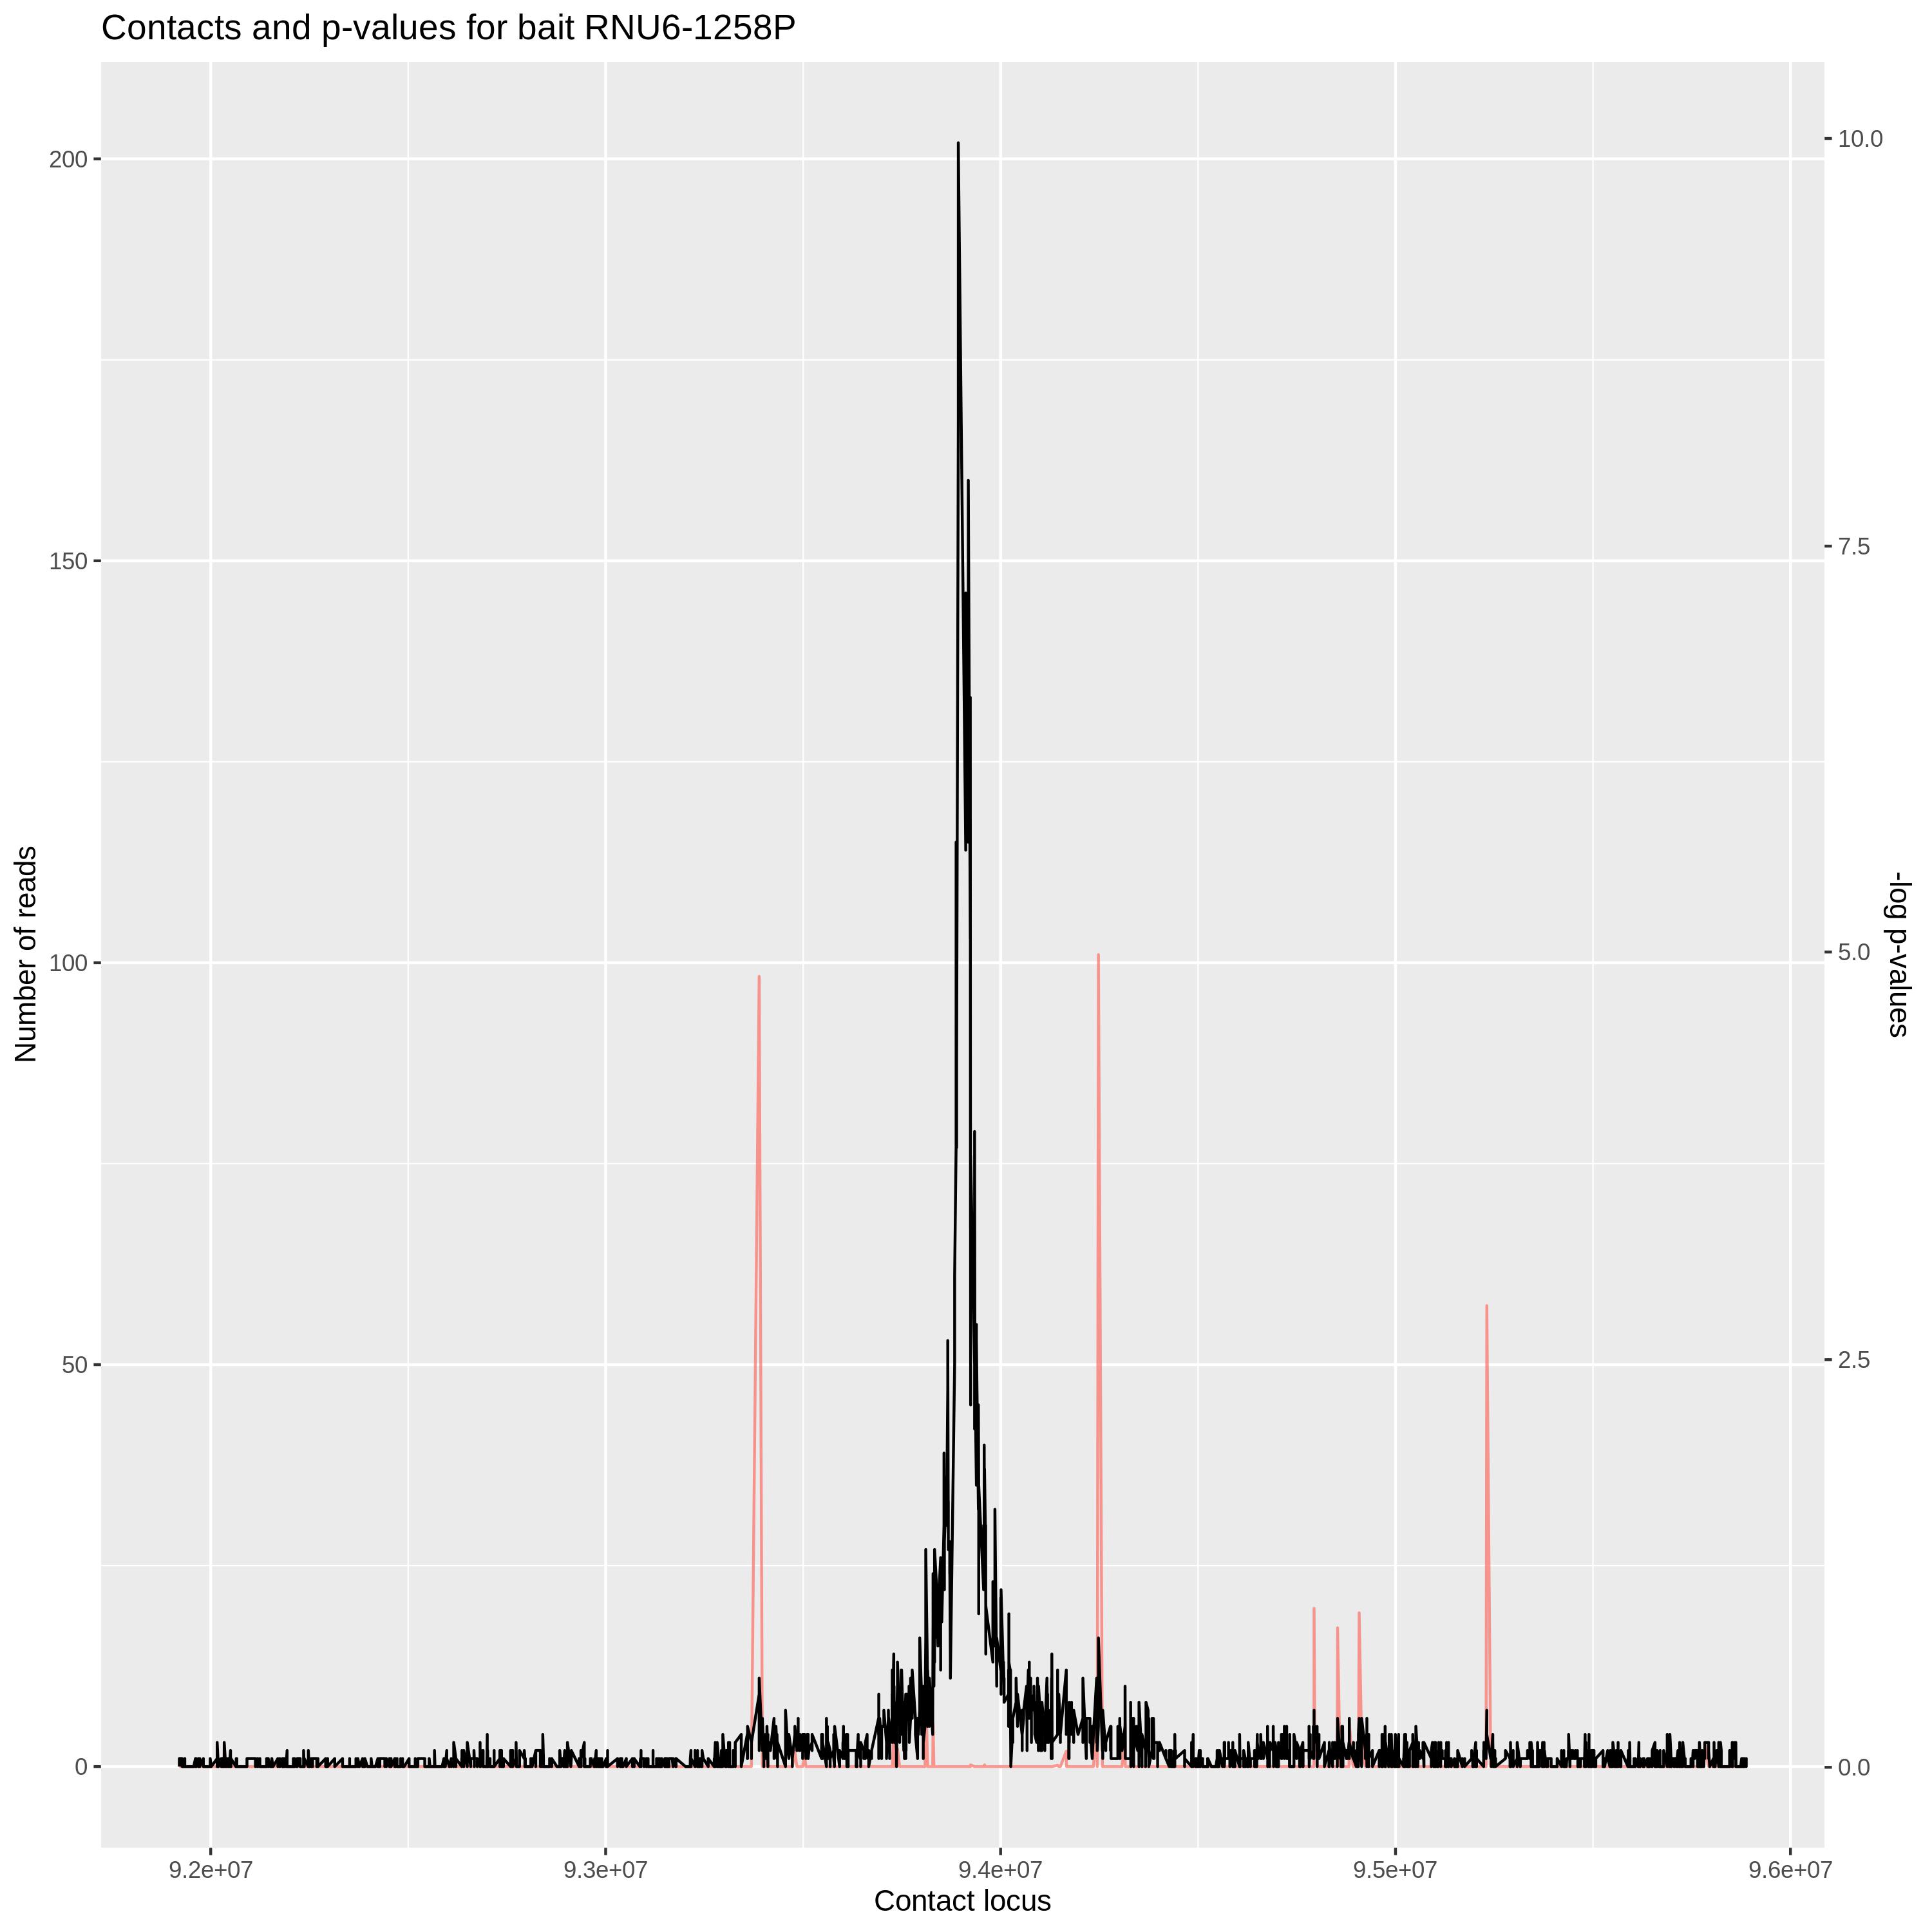 Contacts and p-values for bait RNU6-1258P
200
150
100
50
0
Number of reads
10.0
7.5
5.0
2.5
0.0
-log p-values
9.2e+07
9.3e+07
9.4e+07
9.5e+07
9.6e+07
Contact locus